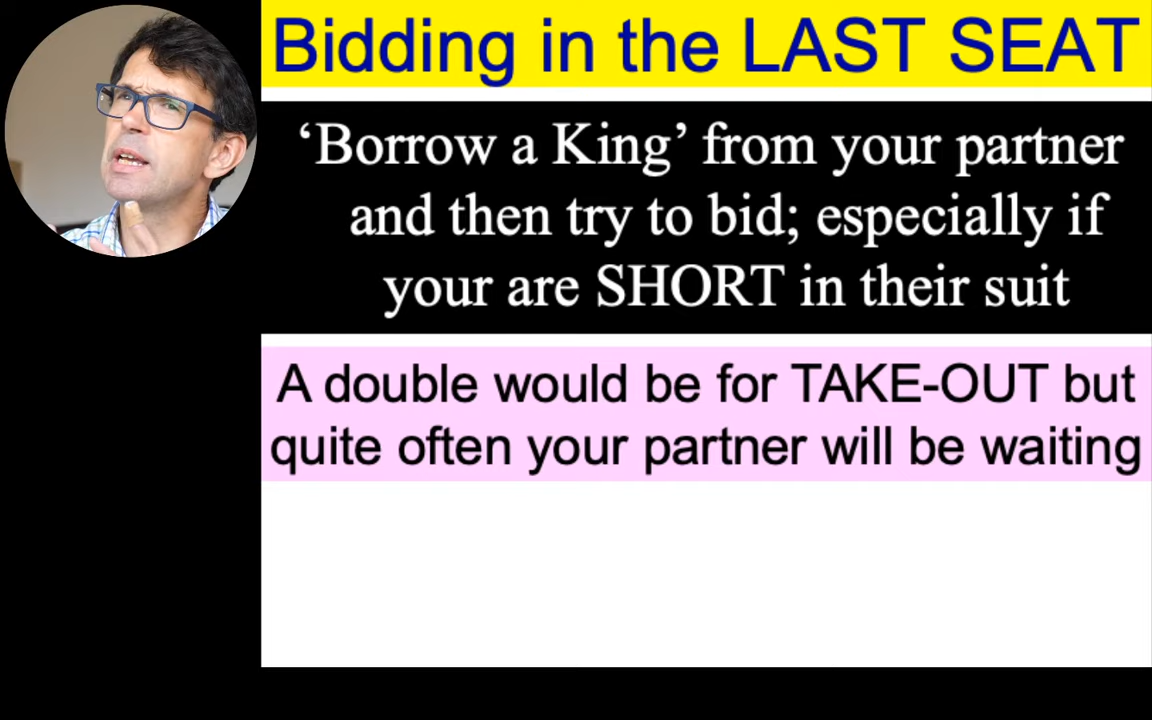 Bidding in the LAST SEAT
‘Borrow a King’ from your partner
and then try to bid; especially if
your are SHORT in their suit
A double would be for TAKE-OUT but
quite often your partner will be waiting